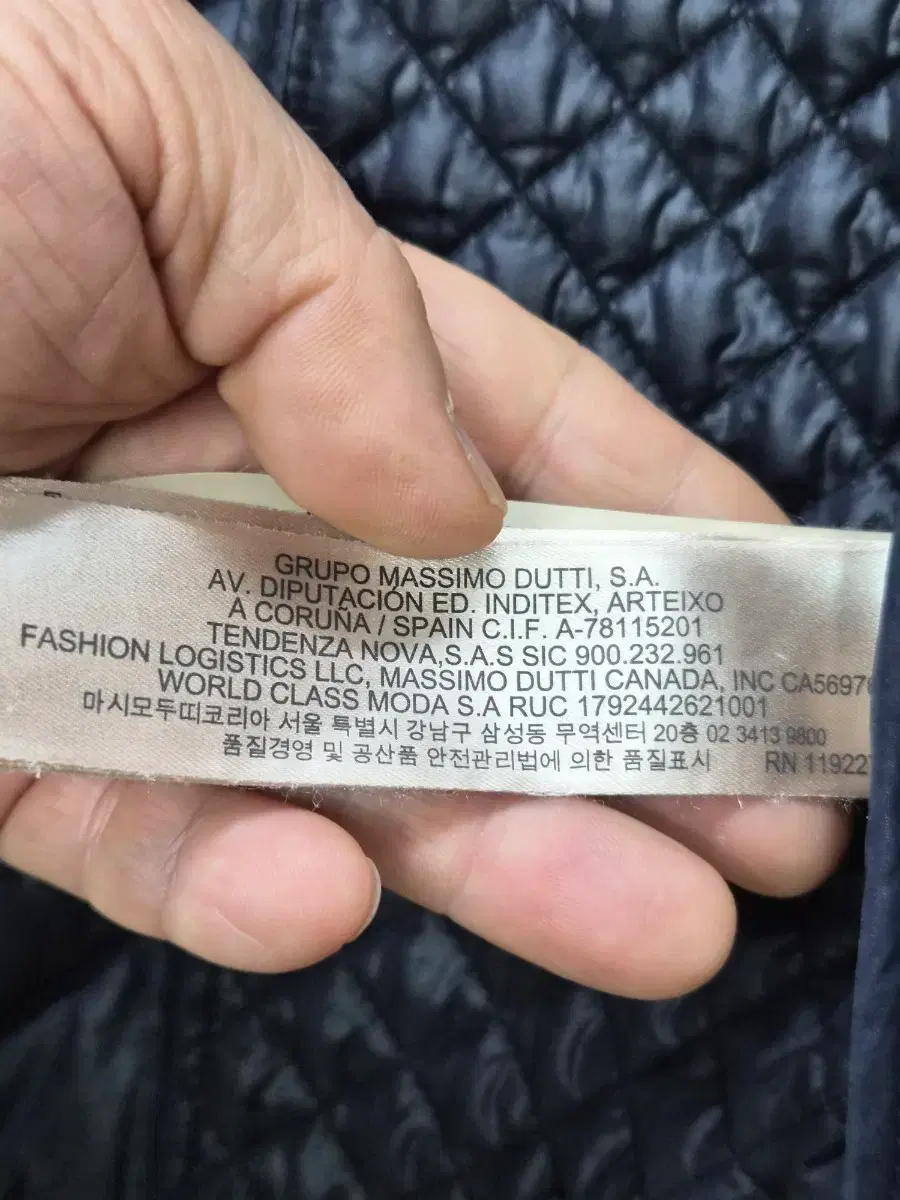 GRUPO MASSIMO DUTTI, S.A.
AV. DIPUTACIÓN ED. INDITEX, ARTEIXO
A CORUÑA / SPAIN C.I.F. A-78115201
TENDENZA NOVA,S.A.S SIC 900.232.961
FASHION LOGISTICS LLC, MASSIMO DUTTI CANADA, INC CA5697
WORLD CLASS MODA S.A RUC 1792442621001
마시모두띠코리아 서울 특별시 강남구 삼성동 무역센터 20층 02 3413 9800
품질경영 및 공산품 안전관리법에 의한 품질표시 RN 11922